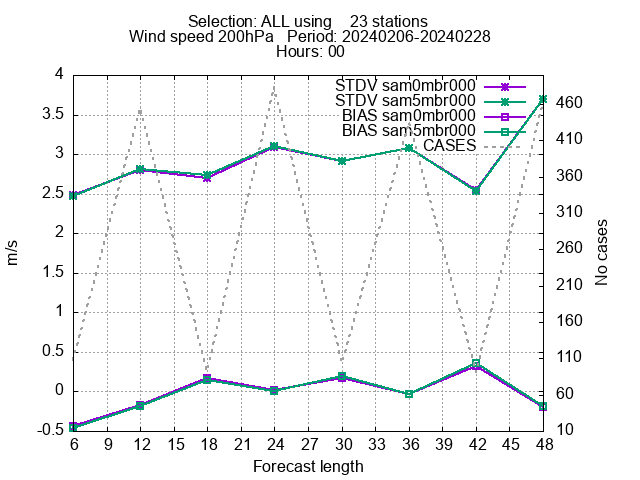 Selection: ALL using 23 stations
Wind speed 200hPa Period: 20240206-20240228
Hours: 00
STDV sam0mbr000
STDV sam5mbr000
BIAS sam0mbr000
BIAS sam5mbr000
CASES
4
3.5
3
2.5
2
1.5
1
0.5
0
-0.5
m/s
460
410
360
310
260
210
160
110
60
10
No cases
6 9 12 15 18 21 24 27 30 33 36 39 42 45 48
Forecast length